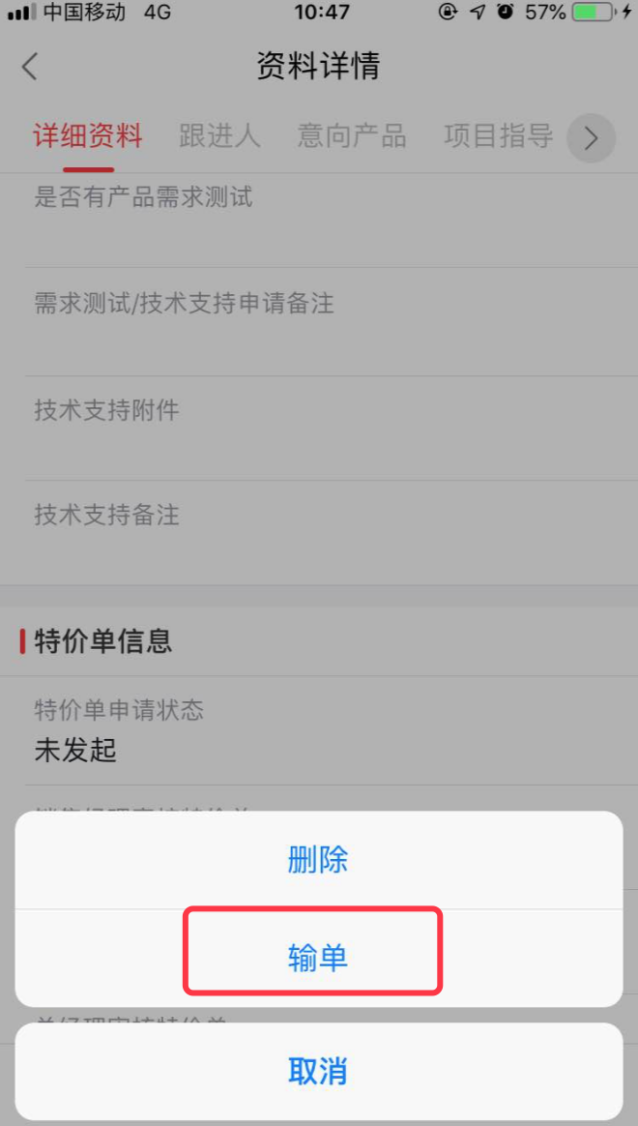 中国移动 4G 10:47 57%
资料详情
详细资料 跟进人 意向产品 项目指导
是否有产品需求测试
需求测试/技术支持申请备注
技术支持附件
技术支持备注
特价单信息
特价单申请状态
未发起
删除
输单
取消